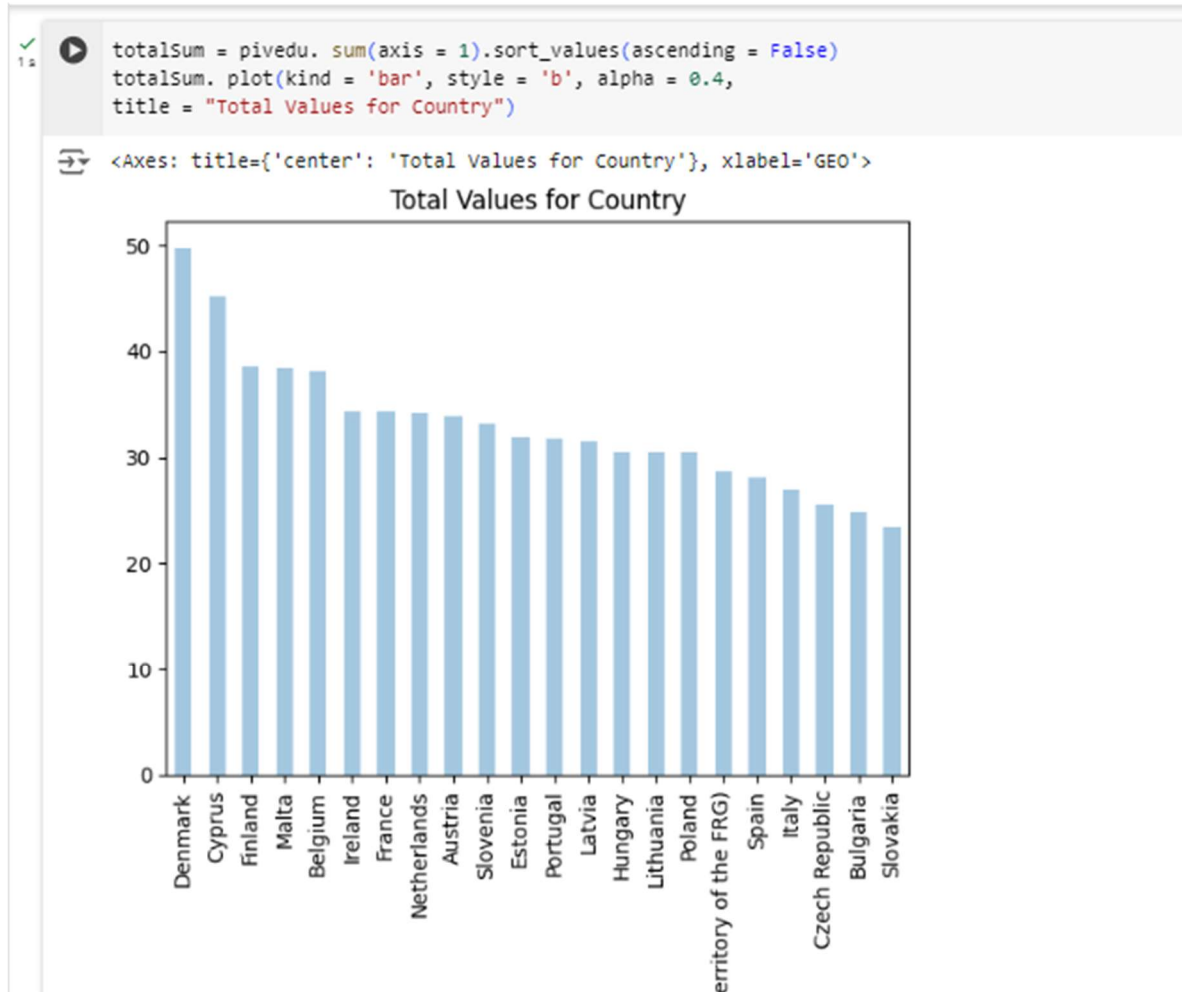 1s
totalSum = pivedu. sum(axis = 1).sort_values(ascending = False)
totalSum. plot(kind = 'bar', style = 'b', alpha = 0.4,
title = "Total Values for Country")
<Axes: title={'center': 'Total Values for Country'}, xlabel='GEO'>
Total Values for Country
50
40
30
20
10
0
Denmark
Cyprus
Finland
Malta
Belgium
Ireland
France
Netherlands
Austria
Slovenia
Estonia
Portugal
Latvia
Hungary
Lithuania
Poland
erritory of the FRG)
Spain
Italy
Czech Republic
Bulgaria
Slovakia